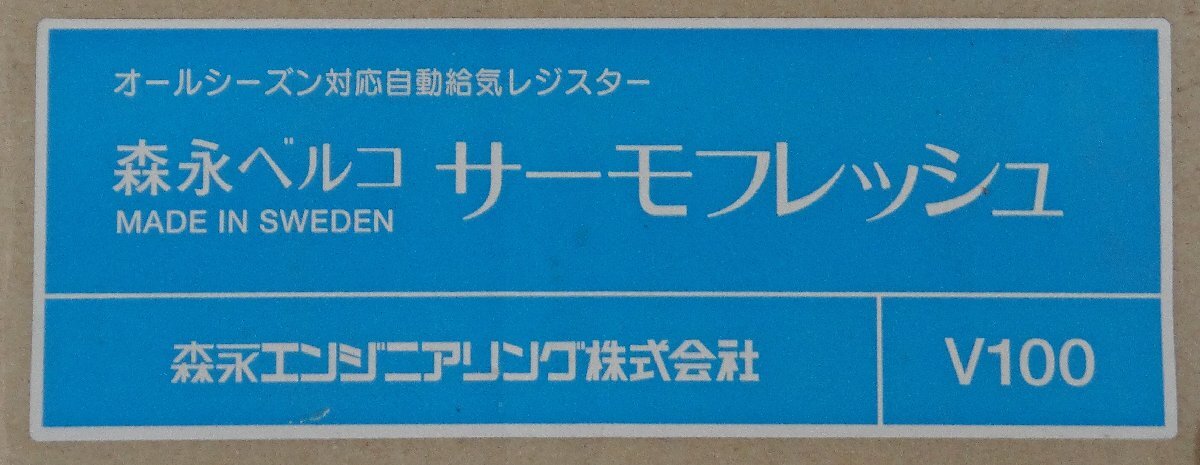 オールシーズン対応自動給気レジスター
森永ベルコ サーモフレッシュ
MADE IN SWEDEN
森永エンジニアリング株式会社
V100